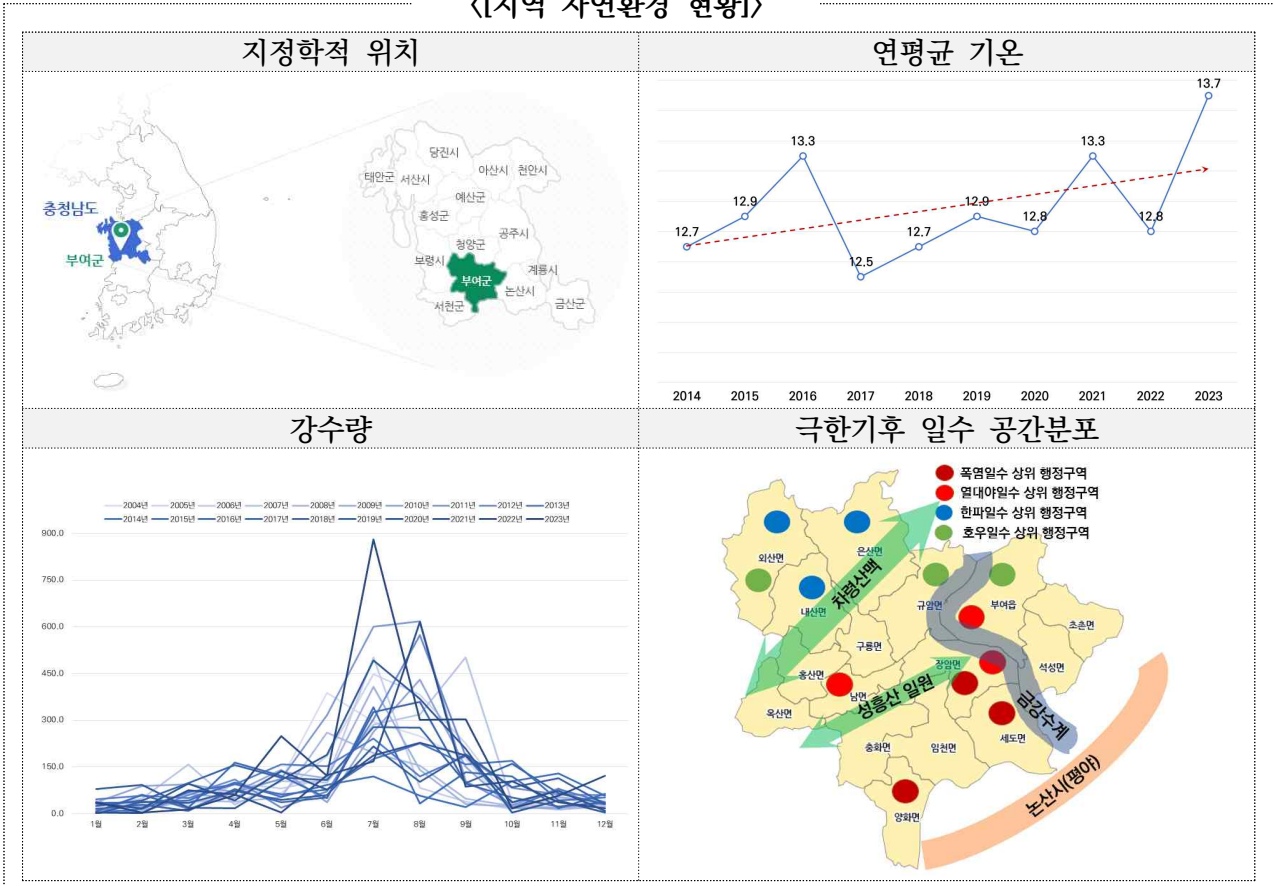 <[지역 자연환경 현황]>
지정학적 위치
연평균 기온
충청남도
부여군
당진시
태안군 서산시
아산시 천안시
예산군
홍성군
공주시
청양군
보령시
계룡시
부여군
논산시
서천군
금산군
12.7
12.9
13.3
12.5
12.7
12.9
12.8
13.3
12.8
13.7
2014 2015 2016 2017 2018 2019 2020 2021 2022 2023
강수량
극한기후 일수 공간분포
2004년 2005년 2006년 2007년 2008년 2009년 2010년 2011년 2012년 2013년
2014년 2015년 2016년 2017년 2018년 2019년 2020년 2021년 2022년 2023년
900.0
750.0
600.0
450.0
300.0
150.0
0.0
1월 2월 3월 4월 5월 6월 7월 8월 9월 10월 11월 12월
폭염일수 상위 행정구역
열대야일수 상위 행정구역
한파일수 상위 행정구역
호우일수 상위 행정구역
외산면
은산면
내산면
차령산맥
규암면
부여읍
초촌면
구룡면
홍산면
남면
장암면
석성면
옥산면
성흥산 일원
금강수계
세도면
충화면
임천면
양화면
논산시(평야)